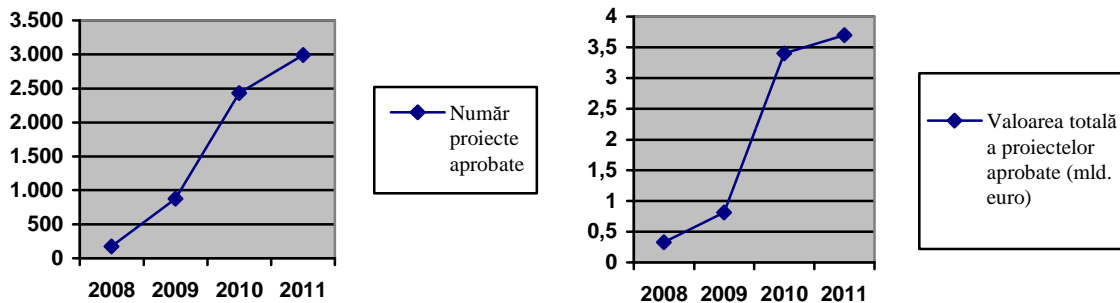 3.500
3.000
2.500
2.000
1.500
1.000
500
0
2008 2009 2010 2011
Număr
proiecte
aprobate
4
3,5
3
2,5
2
1,5
1
0,5
0
2008 2009 2010 2011
Valoarea totală
a proiectelor
aprobate (mld.
euro)